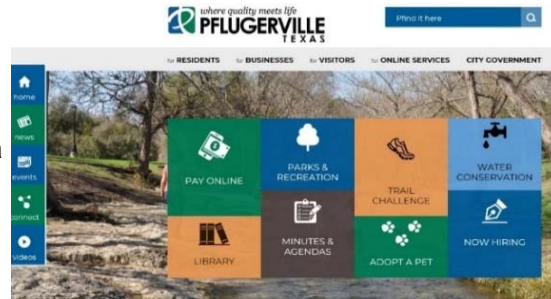 where quality meets life
PFLUGERVILLE
TEXAS
Pfind it here
for RESIDENTS for BUSINESSES for VISITORS for ONLINE SERVICES CITY GOVERNMENT
home
news
events
connect
videos
PAY ONLINE
PARKS &
RECREATION
TRAIL
CHALLENGE
WATER
CONSERVATION
LIBRARY
MINUTES &
AGENDAS
ADOPT A PET
NOW HIRING